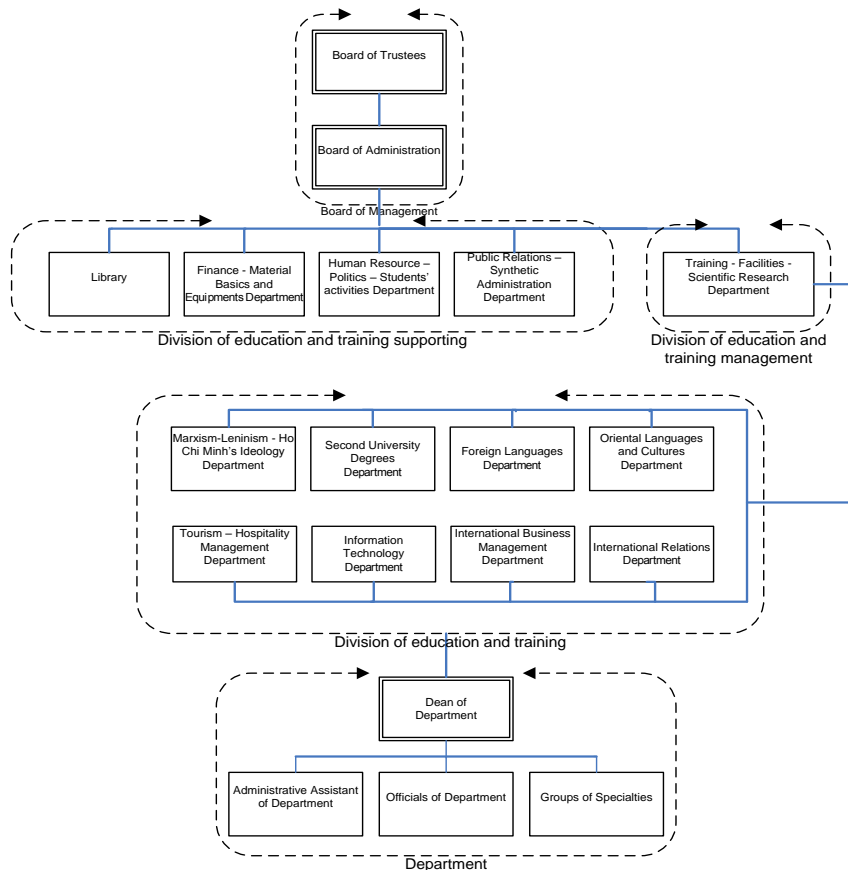 Board of Trustees
Board of Administration
Board of Management
Library
Finance - Material
Basics and
Equipments Department
Human Resource –
Politics – Students’
activities Department
Public Relations –
Synthetic
Administration
Department
Training - Facilities -
Scientific Research
Department
Division of education and training supporting
Division of education and
training management
Marxism-Leninism - Ho
Chi Minh’s Ideology
Department
Second University
Degrees
Department
Foreign Languages
Department
Oriental Languages
and Cultures
Department
Tourism – Hospitality
Management
Department
Information
Technology
Department
International Business
Management
Department
International Relations
Department
Division of education and training
Dean of
Department
Administrative Assistant
of Department
Officials of Department
Groups of Specialties
Department